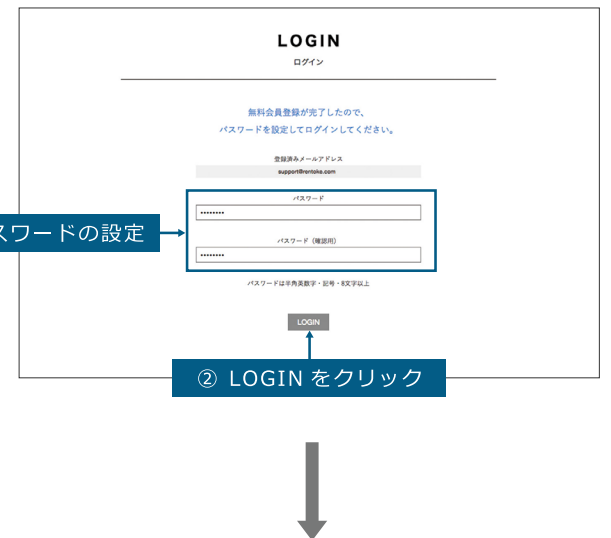 LOGIN
ログイン
無料会員登録が完了したので、
パスワードを設定してログインしてください。
登録済みメールアドレス
support@rentoke.com
パスワード
••••••••
スワードの設定
パスワード（確認用）
••••••••
パスワードは半角英数字・記号・8文字以上
LOGIN
② LOGIN をクリック